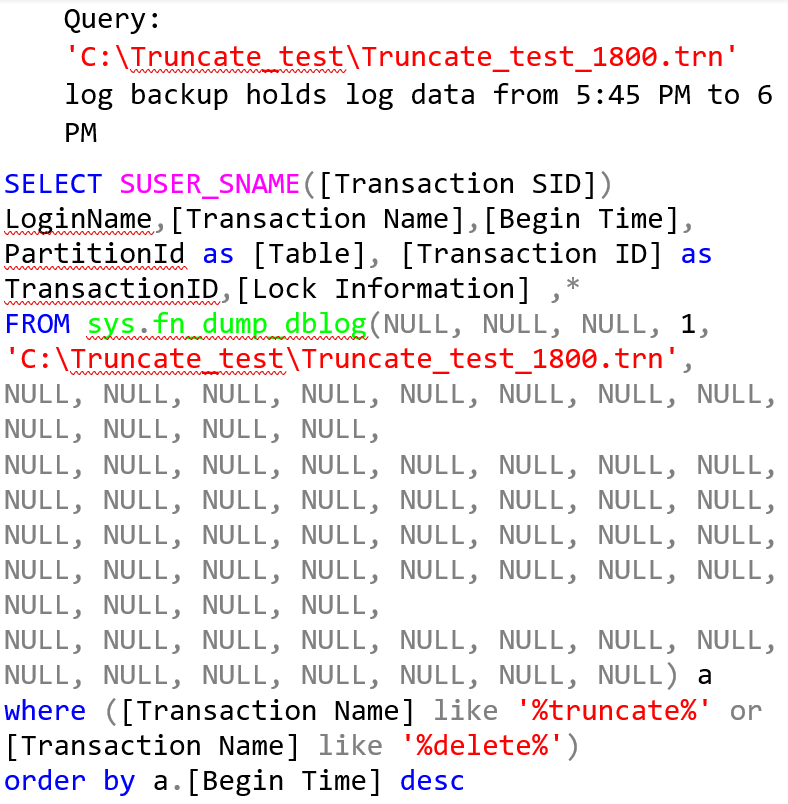 Query:
'C:\Truncate_test\Truncate_test_1800.trn'
log backup holds log data from 5:45 PM to 6
PM
SELECT SUSER_SNAME([Transaction SID])
LoginName,[Transaction Name],[Begin Time],
PartitionId as [Table], [Transaction ID] as
TransactionID,[Lock Information] ,*
FROM sys.fn_dump_dblog(NULL, NULL, NULL, 1,
'C:\Truncate_test\Truncate_test_1800.trn',
NULL, NULL, NULL, NULL, NULL, NULL, NULL, NULL,
NULL, NULL, NULL, NULL,
NULL, NULL, NULL, NULL, NULL, NULL, NULL, NULL,
NULL, NULL, NULL, NULL, NULL, NULL, NULL, NULL,
NULL, NULL, NULL, NULL, NULL, NULL, NULL, NULL,
NULL, NULL, NULL, NULL, NULL, NULL, NULL, NULL,
NULL, NULL, NULL, NULL,
NULL, NULL, NULL, NULL, NULL, NULL, NULL, NULL,
NULL, NULL, NULL, NULL, NULL, NULL, NULL) a
where ([Transaction Name] like '%truncate%' or
[Transaction Name] like '%delete%')
order by a.[Begin Time] desc